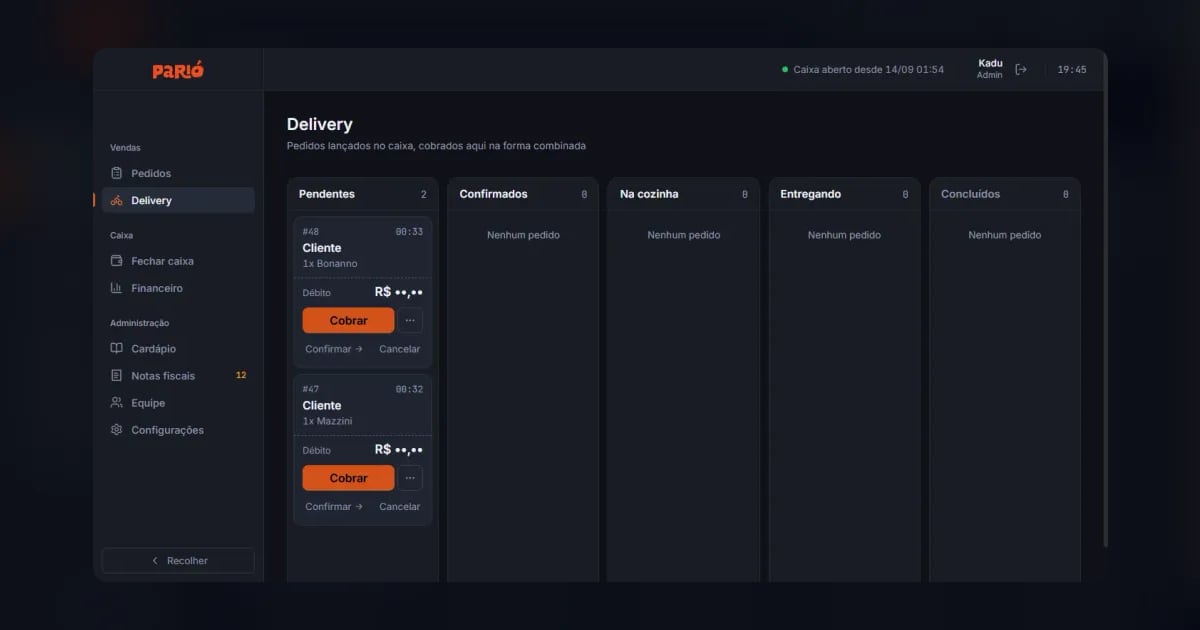 PaRIó
Caixa aberto desde 14/09 01:54
Kadu
Admin
19:45
Vendas
Pedidos
Delivery
Caixa
Fechar caixa
Financeiro
Administração
Cardápio
Notas fiscais 12
Equipe
Configurações
Recolher
Delivery
Pedidos lançados no caixa, cobrados aqui na forma combinada
Pendentes 2
#48 00:33
Cliente
1x Bonanno
Débito R$ ••,••
Cobrar ···
Confirmar → Cancelar
#47 00:32
Cliente
1x Mazzini
Débito R$ ••,••
Cobrar ···
Confirmar → Cancelar
Confirmados 0
Nenhum pedido
Na cozinha 0
Nenhum pedido
Entregando 0
Nenhum pedido
Concluídos 0
Nenhum pedido